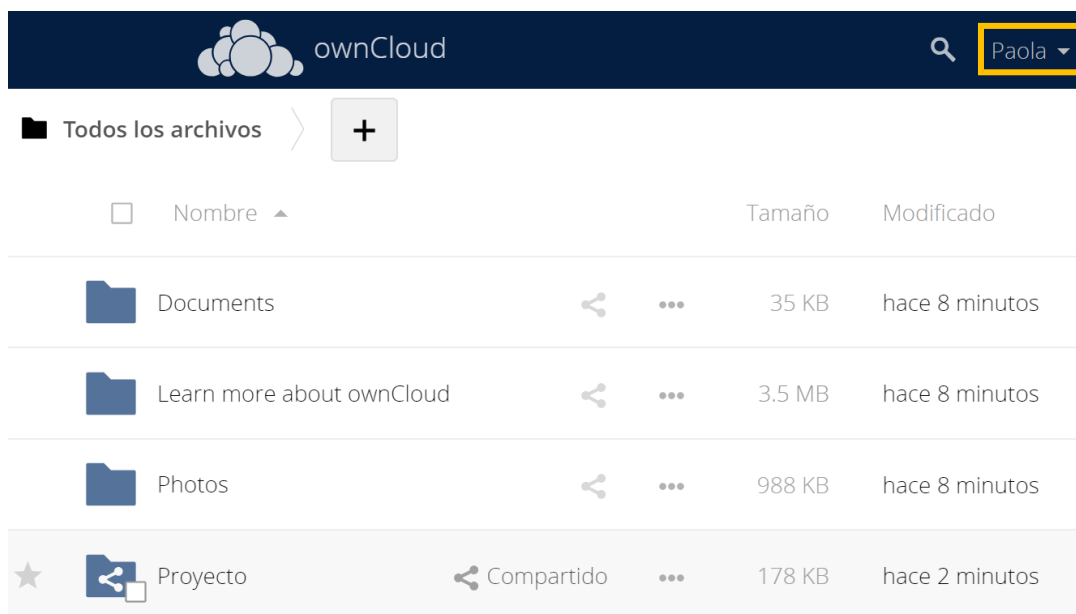 ownCloud Paola
Todos los archivos +
Nombre Tamaño Modificado
Documents 35 KB hace 8 minutos
Learn more about ownCloud 3.5 MB hace 8 minutos
Photos 988 KB hace 8 minutos
Proyecto Compartido 178 KB hace 2 minutos